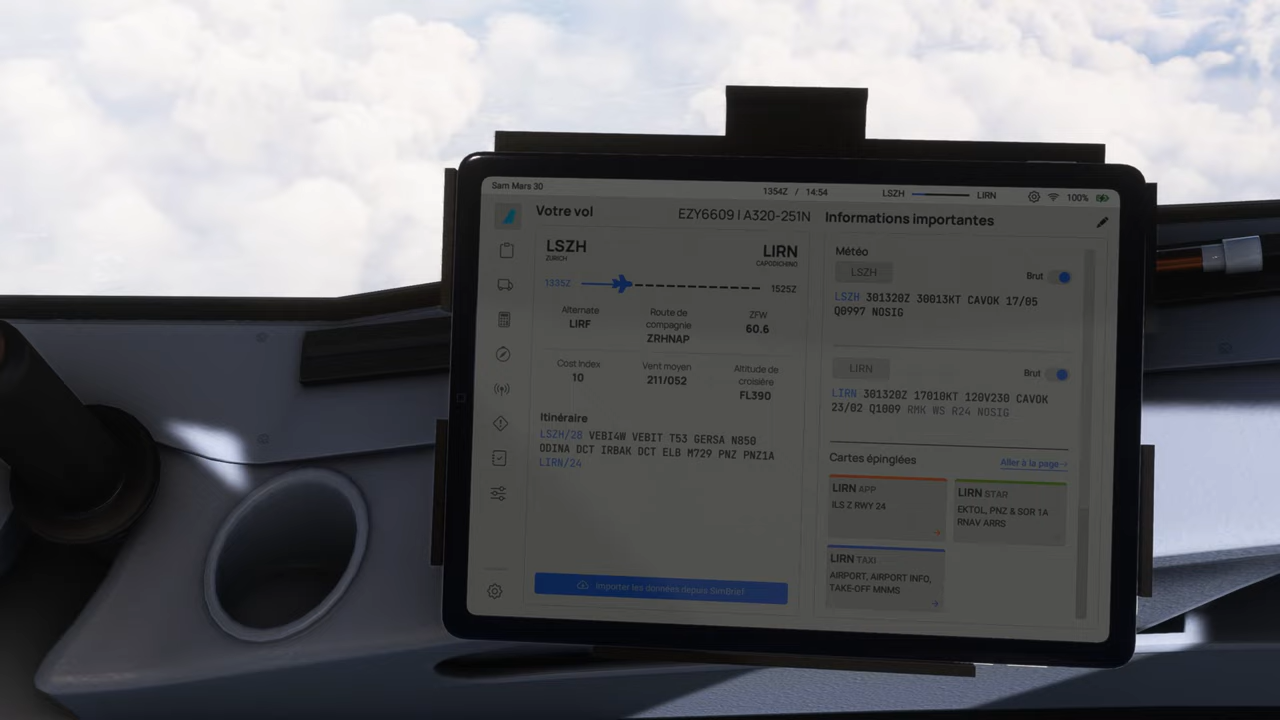 Sam Mars 30
1354Z / 14:54
LSZH LIRN
100%
Votre vol
EZY6609 | A320-251N
LSZH
ZURICH
LIRN
CAPODICHINO
1335Z
1525Z
Alternate
LIRF
Route de
compagnie
ZRHNAP
ZFW
60.6
Cost Index
10
Vent moyen
211/052
Altitude de
croisière
FL390
Itinéraire
LSZH/28 VEBI4W VEBIT T53 GERSA N850
ODINA DCT IRBAK DCT ELB M729 PNZ PNZ1A
LIRN/24
Importer les données depuis SimBrief
Informations importantes
Météo
LSZH
Brut
LSZH 301320Z 30013KT CAVOK 17/05
Q0997 NOSIG
LIRN
Brut
LIRN 301320Z 17010KT 120V230 CAVOK
23/02 Q1009 RMK WS R24 NOSIG
Cartes épinglées
Aller à la page
LIRN APP
ILS Z RWY 24
LIRN STAR
EKTOL, PNZ & SOR 1A
RNAV ARRS
LIRN TAXI
AIRPORT, AIRPORT INFO,
TAKE-OFF MNMS